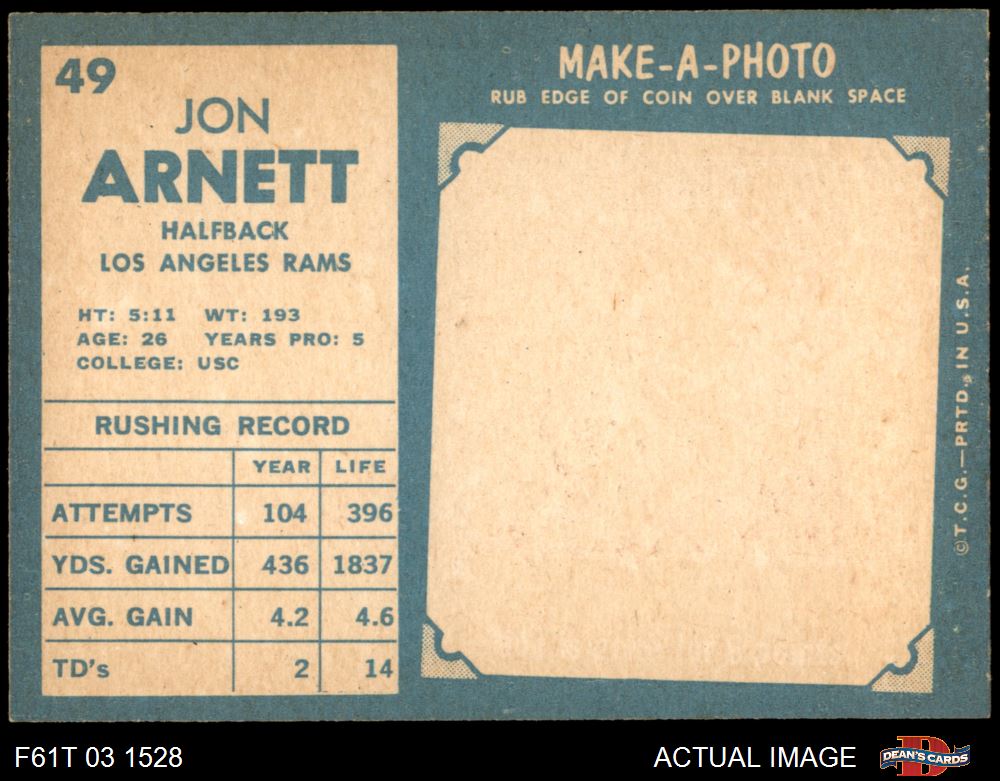 49
JON
ARNETT
HALFBACK
LOS ANGELES RAMS
HT: 5:11 WT: 193
AGE: 26 YEARS PRO: 5
COLLEGE: USC
RUSHING RECORD
YEAR LIFE
ATTEMPTS 104 396
YDS. GAINED 436 1837
AVG. GAIN 4.2 4.6
TD's 2 14
MAKE-A-PHOTO
RUB EDGE OF COIN OVER BLANK SPACE
©T.C.G.—PRTD. IN U.S.A.
F61T 03 1528
ACTUAL IMAGE
DEAN'S CARDS